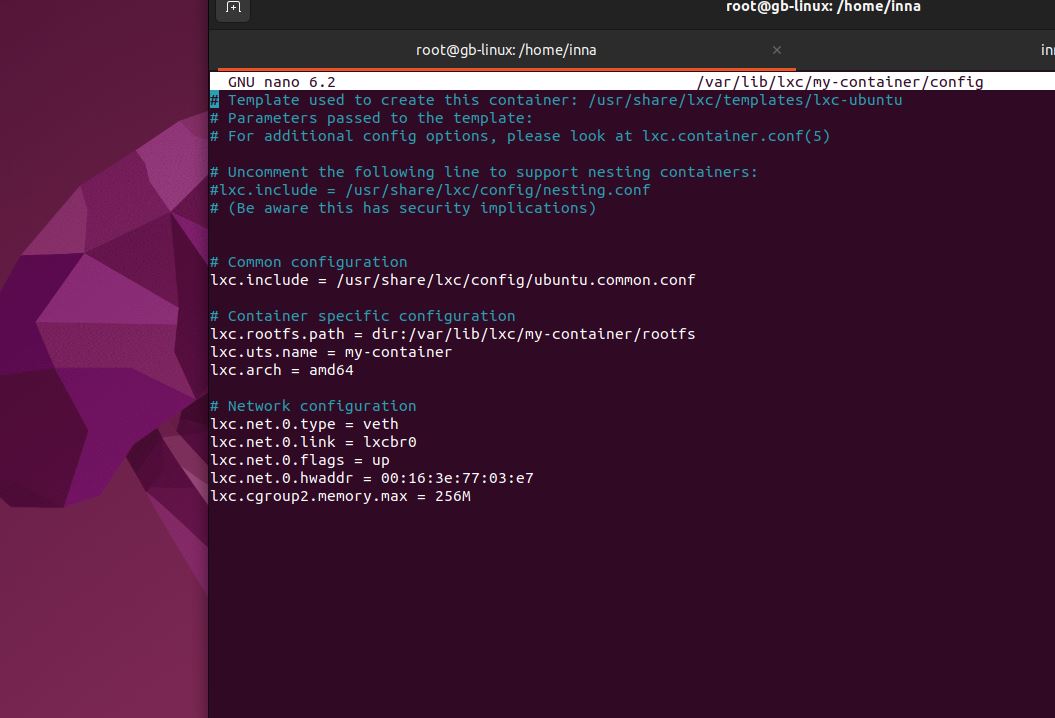 root@gb-linux: /home/inna
root@gb-linux: /home/inna × in
GNU nano 6.2 /var/lib/lxc/my-container/config
# Template used to create this container: /usr/share/lxc/templates/lxc-ubuntu
# Parameters passed to the template:
# For additional config options, please look at lxc.container.conf(5)
# Uncomment the following line to support nesting containers:
#lxc.include = /usr/share/lxc/config/nesting.conf
# (Be aware this has security implications)
# Common configuration
lxc.include = /usr/share/lxc/config/ubuntu.common.conf
# Container specific configuration
lxc.rootfs.path = dir:/var/lib/lxc/my-container/rootfs
lxc.uts.name = my-container
lxc.arch = amd64
# Network configuration
lxc.net.0.type = veth
lxc.net.0.link = lxcbr0
lxc.net.0.flags = up
lxc.net.0.hwaddr = 00:16:3e:77:03:e7
lxc.cgroup2.memory.max = 256M